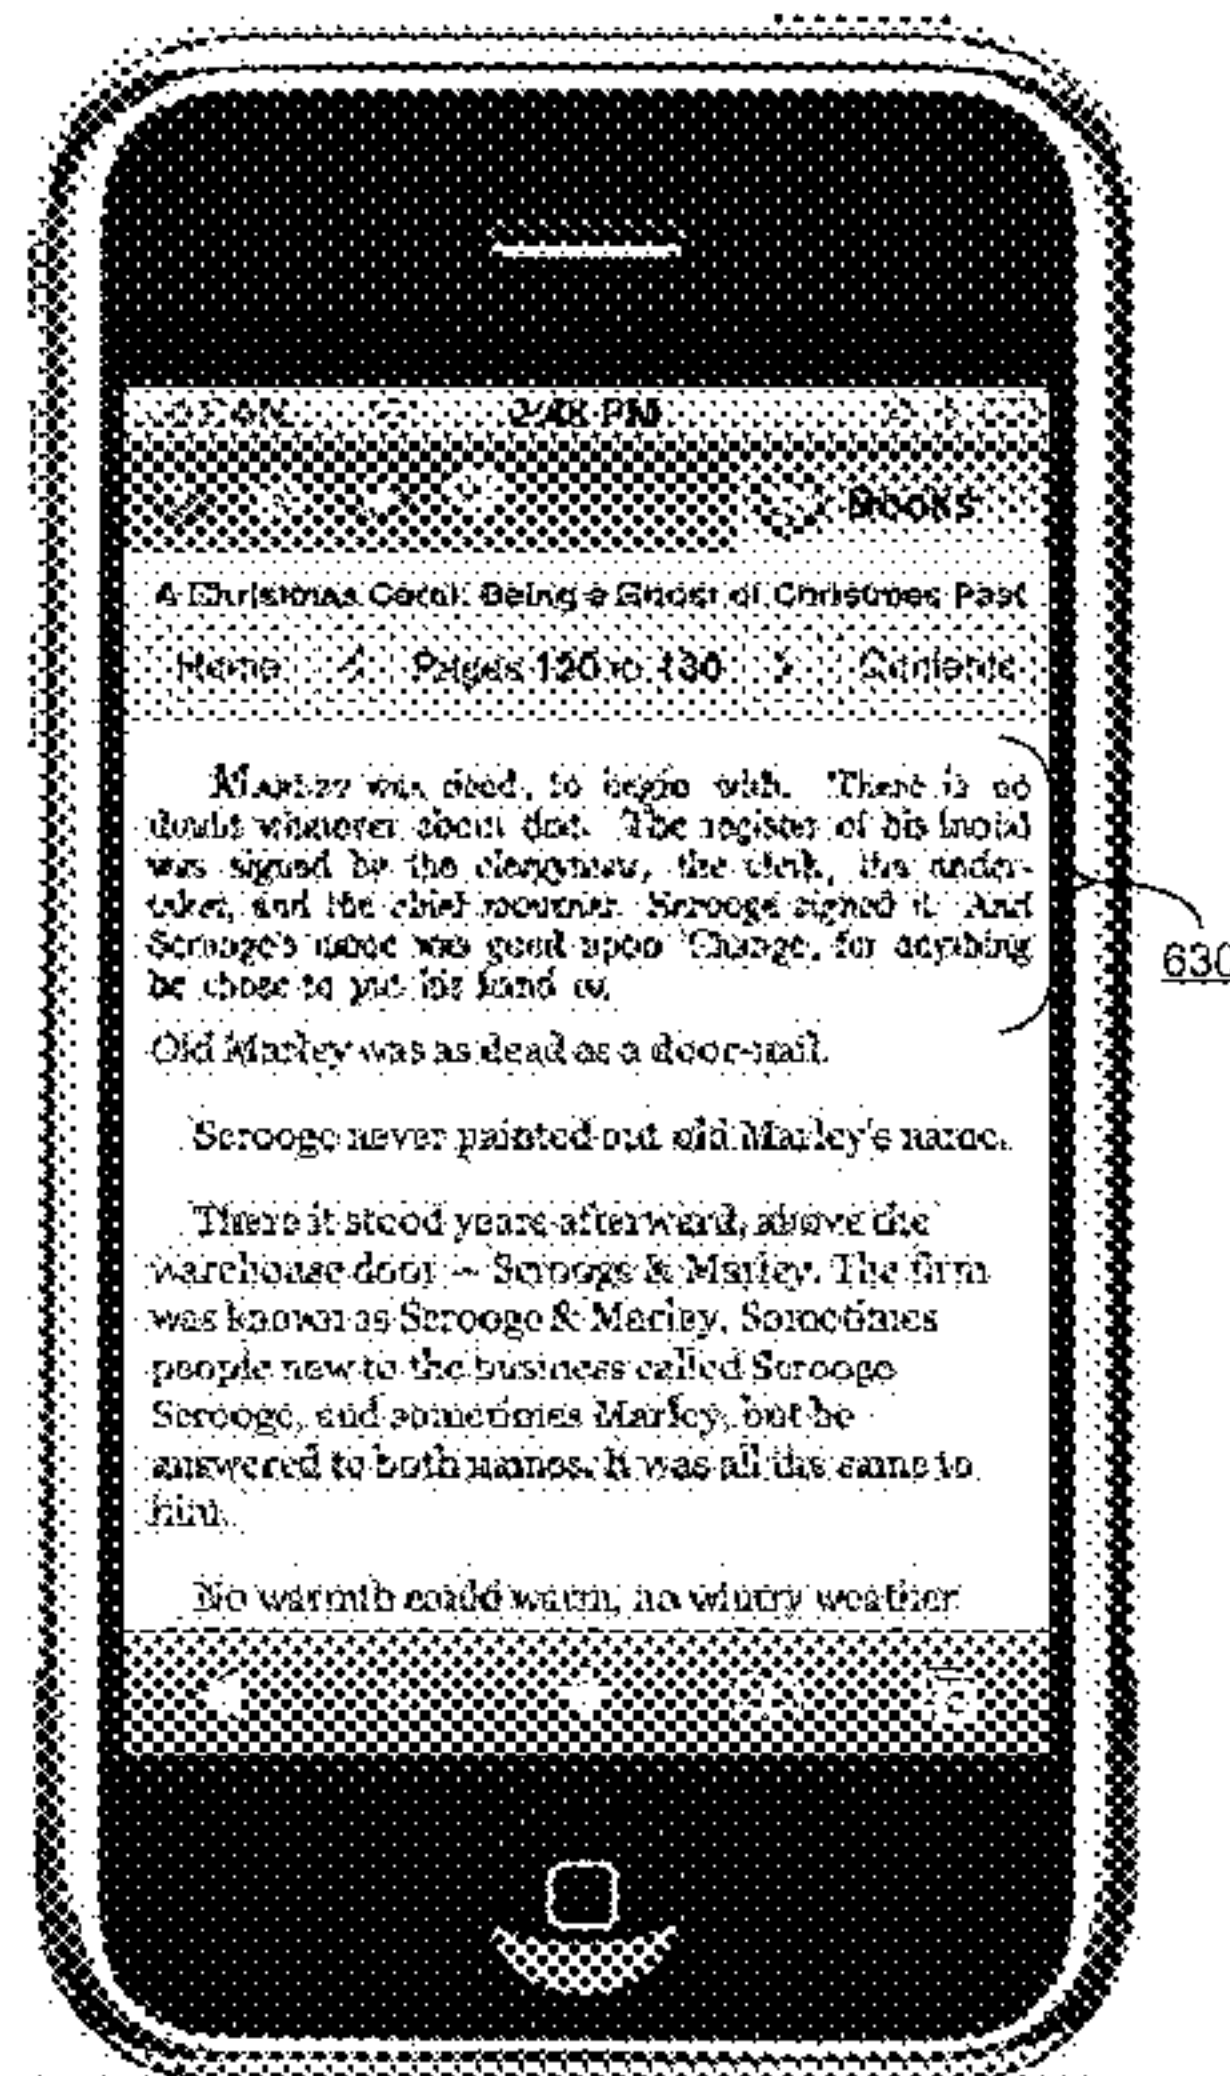 2:48 PM
Books
A Christmas Carol: Being a Ghost of Christmas Past
Home Pages 120 to 130 Contents
MARLEY was dead, to begin with. There is no
doubt whatever about that. The register of his burial
was signed by the clergyman, the clerk, the under-
taker, and the chief mourner. Scrooge signed it. And
Scrooge's name was good upon 'Change, for anything
he chose to put his hand to.
Old Marley was as dead as a door-nail.
Scrooge never painted out old Marley's name.
There it stood years afterward, above the
warehouse door — Scrooge & Marley. The firm
was known as Scrooge & Marley. Sometimes
people new to the business called Scrooge
Scrooge, and sometimes Marley, but he
answered to both names. It was all the same to
him.
No warmth could warm, no wintry weather
630